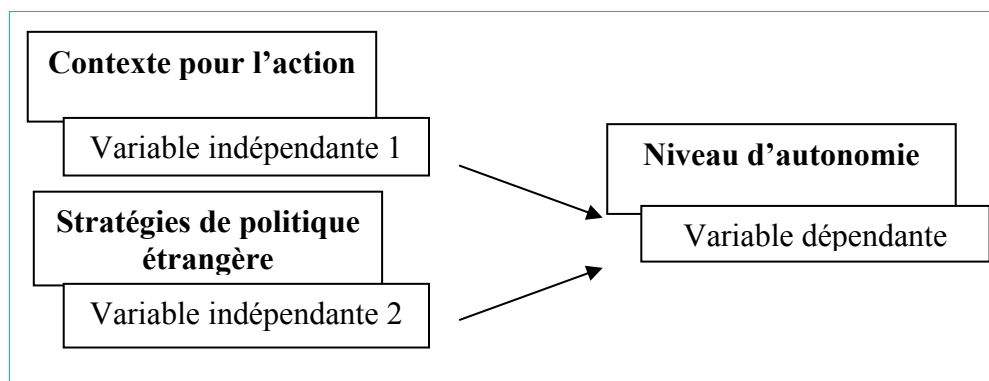 Contexte pour l’action
Variable indépendante 1
Stratégies de politique
étrangère
Variable indépendante 2
Niveau d’autonomie
Variable dépendante